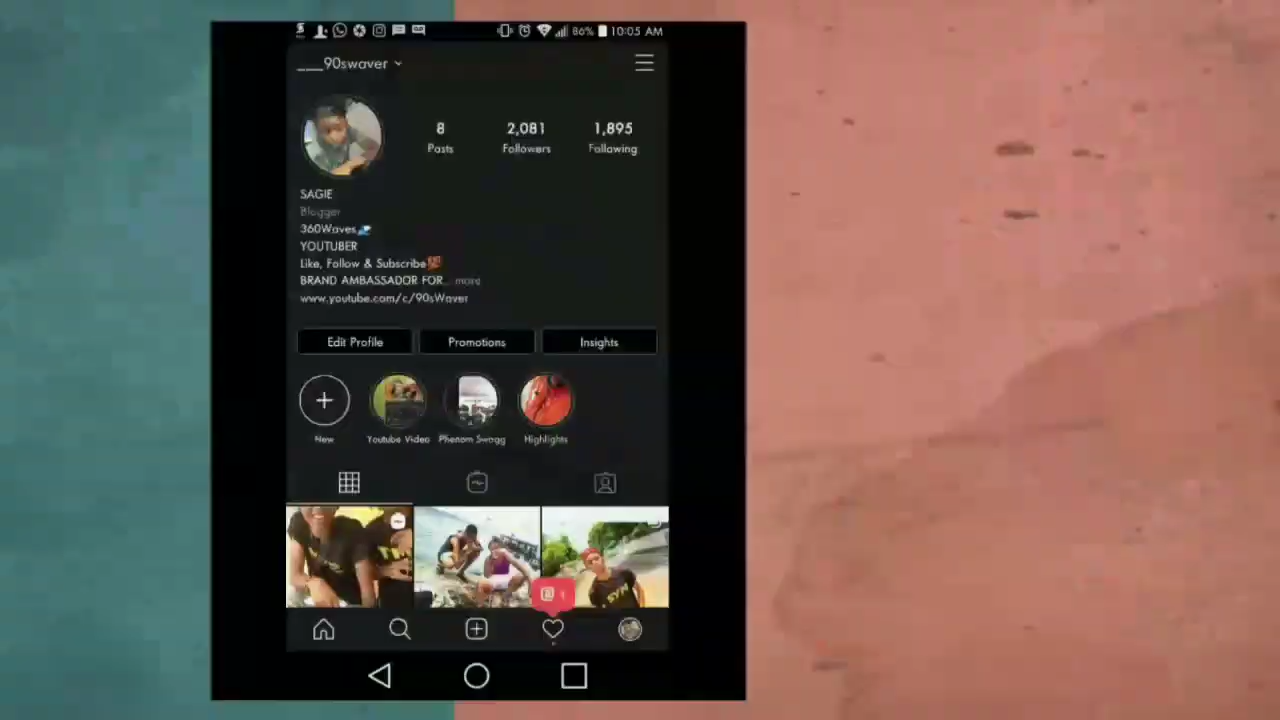 86% 10:05 AM
___90swaver
8 2,081 1,895
Posts Followers Following
SAGIE
Blogger
360Waves🌊
YOUTUBER
Like, Follow & Subscribe💯
BRAND AMBASSADOR FOR... more
www.youtube.com/c/90sWaver
Edit Profile Promotions Insights
New Youtube Video Phenom Swagg Highlights
1